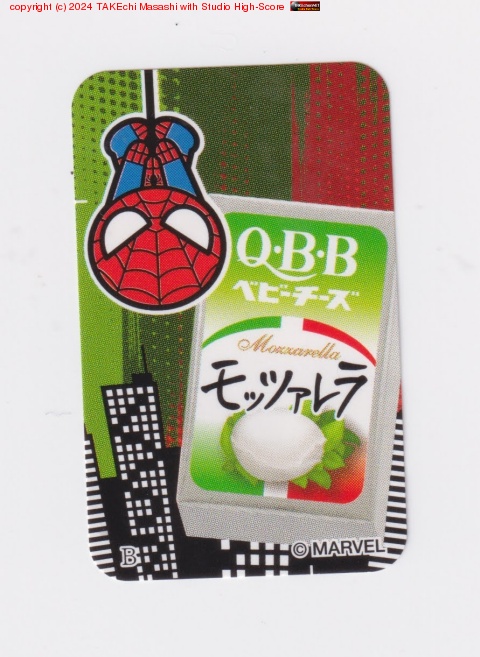 copyright (c) 2024 TAKEchi Masashi with Studio High-Score
Q·B·B
ベビーチーズ
Mozzarella
モッツァレラ
B
© MARVEL